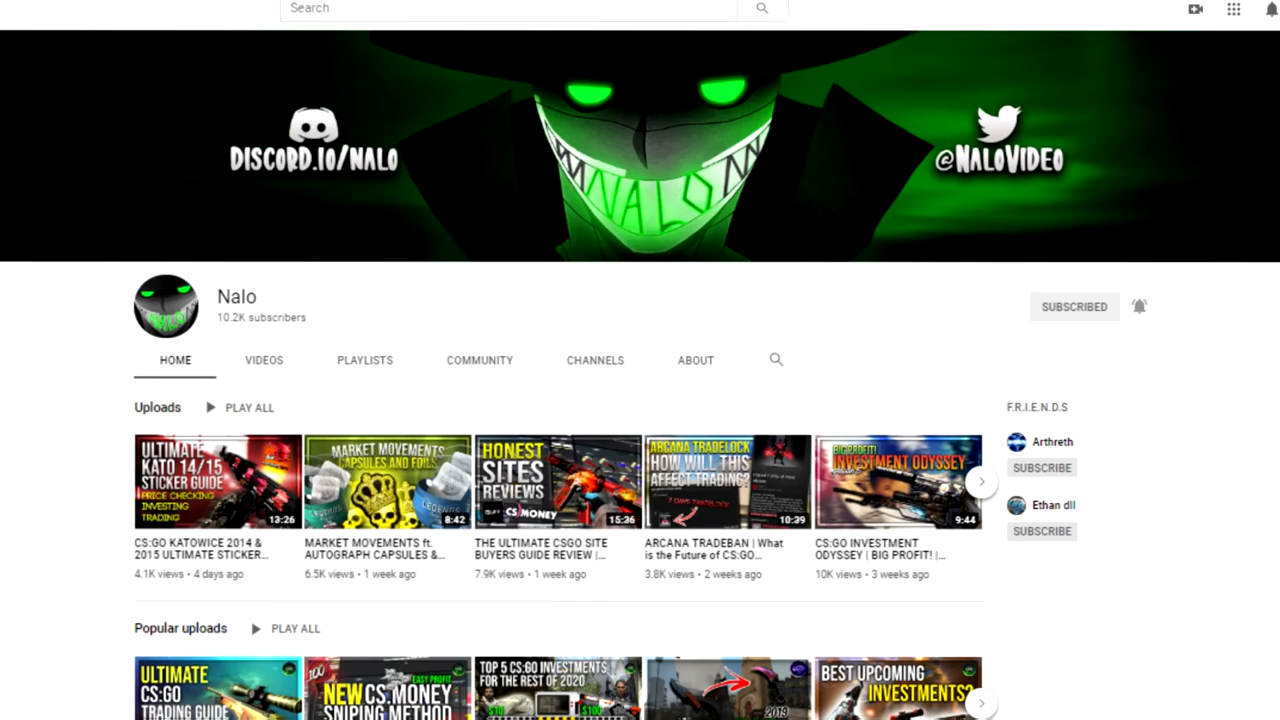 Search
DISCORD.IO/NALO
@NALOVIDEO
NALO
Nalo
10.2K subscribers
SUBSCRIBED
HOME VIDEOS PLAYLISTS COMMUNITY CHANNELS ABOUT
Uploads PLAY ALL
F.R.I.E.N.D.S
Arthreth
SUBSCRIBE
Ethan dll
SUBSCRIBE
ULTIMATE
KATO 14/15
STICKER GUIDE
PRICE CHECKING
INVESTING
TRADING
13:26
MARKET MOVEMENTS
CAPSULES AND FOILS
LEGENDS
8:42
HONEST
SITES
REVIEWS
CS.MONEY
15:36
ARCANA TRADELOCK
HOW WILL THIS
AFFECT TRADING?
7 DAYS TRADELOCK
10:39
BIG PROFIT!
INVESTMENT ODYSSEY
9:44
CS:GO KATOWICE 2014 &
2015 ULTIMATE STICKER...
4.1K views • 4 days ago
MARKET MOVEMENTS ft.
AUTOGRAPH CAPSULES &...
6.5K views • 1 week ago
THE ULTIMATE CSGO SITE
BUYERS GUIDE REVIEW |...
7.9K views • 1 week ago
ARCANA TRADEBAN | What
is the Future of CS:GO...
3.8K views • 2 weeks ago
CS:GO INVESTMENT
ODYSSEY | BIG PROFIT! |...
10K views • 3 weeks ago
Popular uploads PLAY ALL
ULTIMATE
CS:GO
TRADING GUIDE
100
EASY PROFIT
NEW CS.MONEY
SNIPING METHOD
TOP 5 CS:GO INVESTMENTS
FOR THE REST OF 2020
$10
$100
2019
BEST UPCOMING
INVESTMENTS?